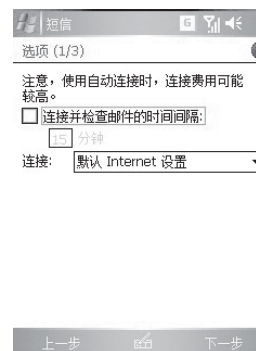 短信
G
选项 (1/3)
注意，使用自动连接时，连接费用可能
较高。
连接并检查邮件的时间间隔:
15 分钟
连接: 默认 Internet 设置
上一步 下一步